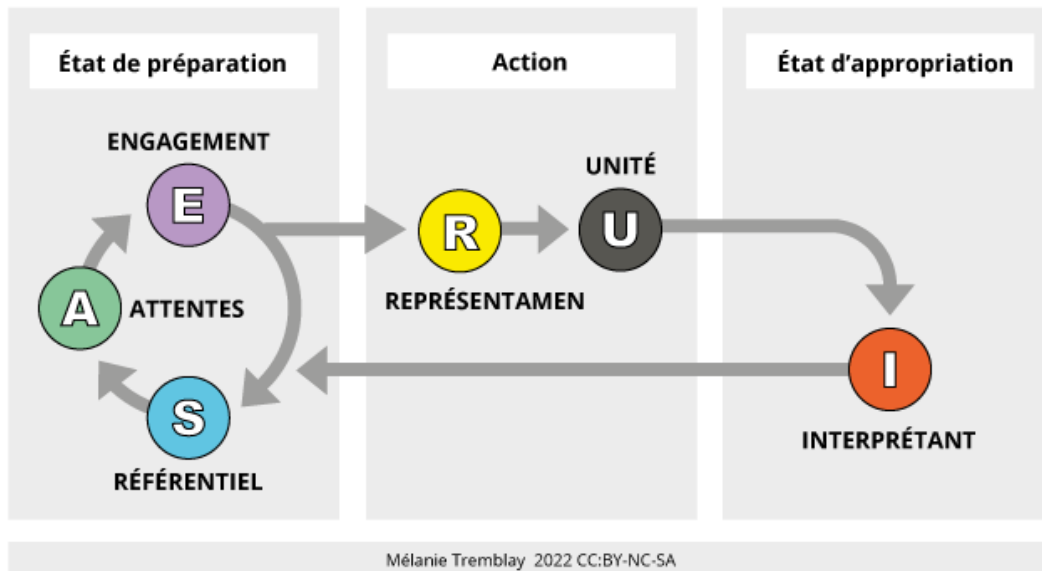 État de préparation
Action
État d'appropriation
ENGAGEMENT
E
A
ATTENTES
S
RÉFÉRENTIEL
R
REPRÉSENTAMEN
UNITÉ
U
I
INTERPRÉTANT
Mélanie Tremblay 2022 CC:BY-NC-SA